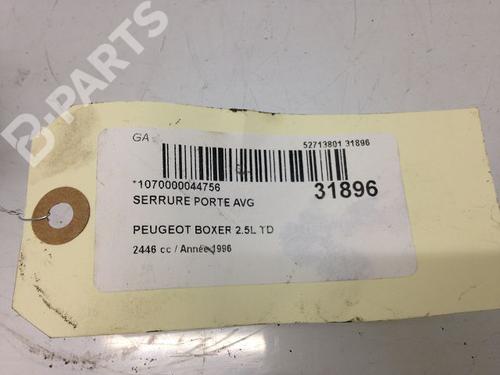 B-PARTS
GA
52713801 31896
*1070000044756
31896
SERRURE PORTE AVG
PEUGEOT BOXER 2.5L TD
2446 cc / Année 1996